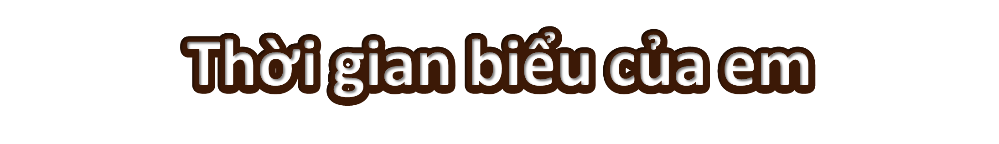 Thời gian biểu của em